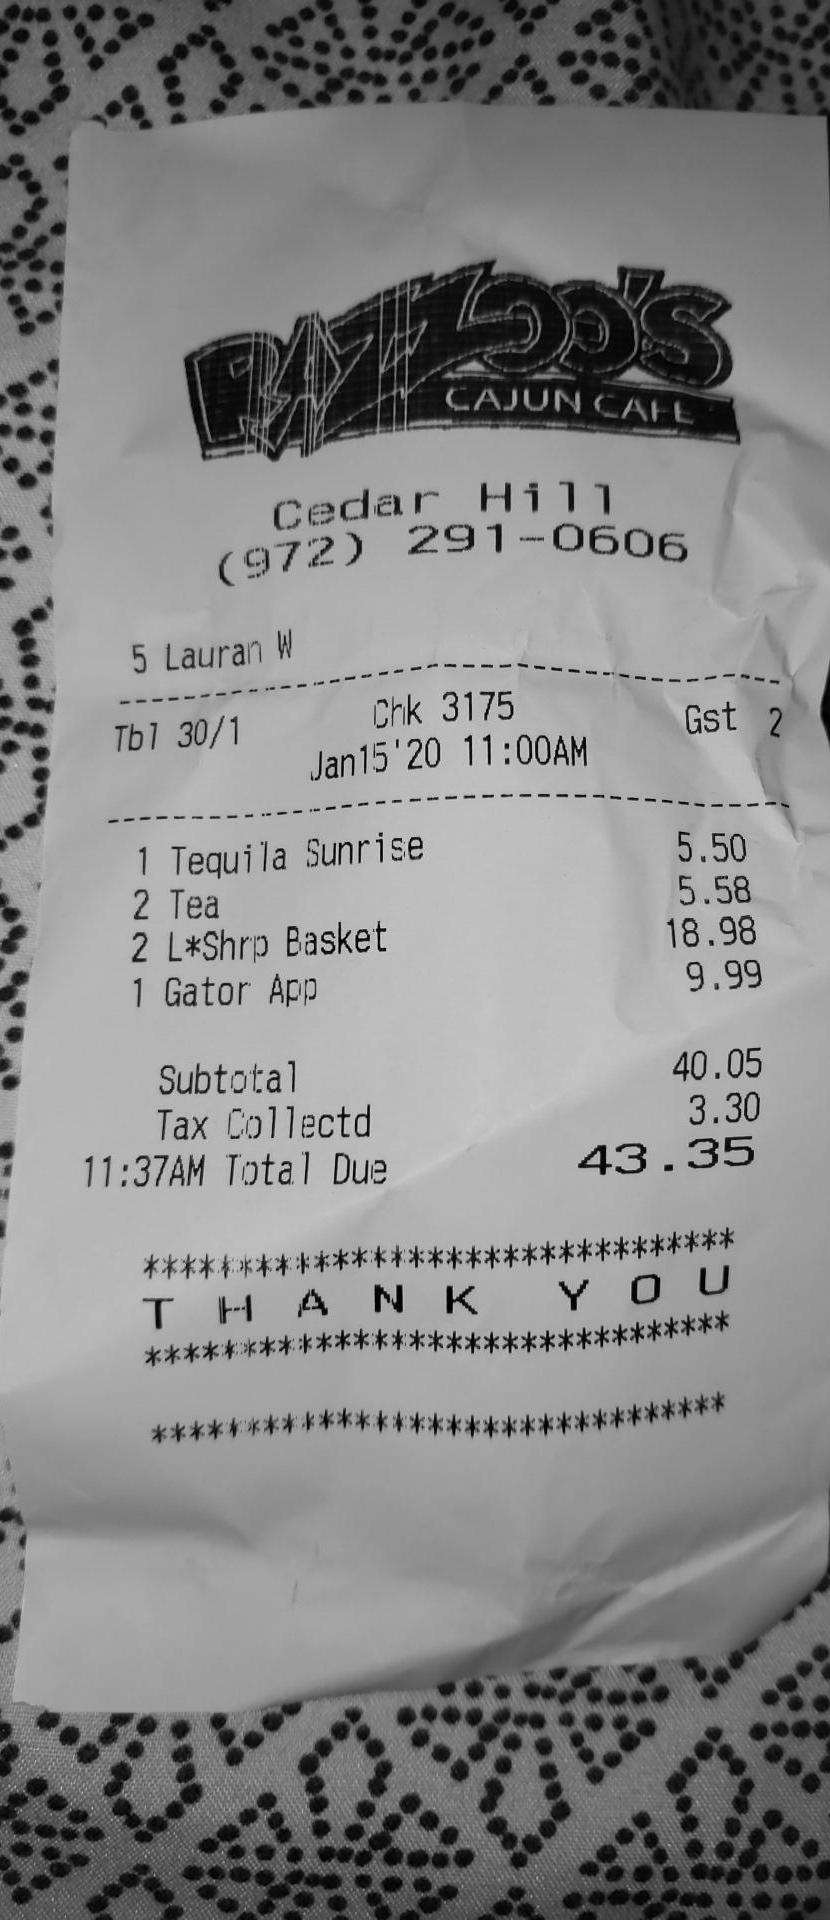 RAZZOO'S
CAJUN CAFE
Cedar Hill
(972) 291-0606
5 Lauran W
Tbl 30/1 Chk 3175 Gst 2
Jan15'20 11:00AM
1 Tequila Sunrise 5.50
2 Tea 5.58
2 L*Shrp Basket 18.98
1 Gator App 9.99
Subtotal 40.05
Tax Collectd 3.30
11:37AM Total Due 43.35
********************************
T H A N K Y O U
********************************
********************************